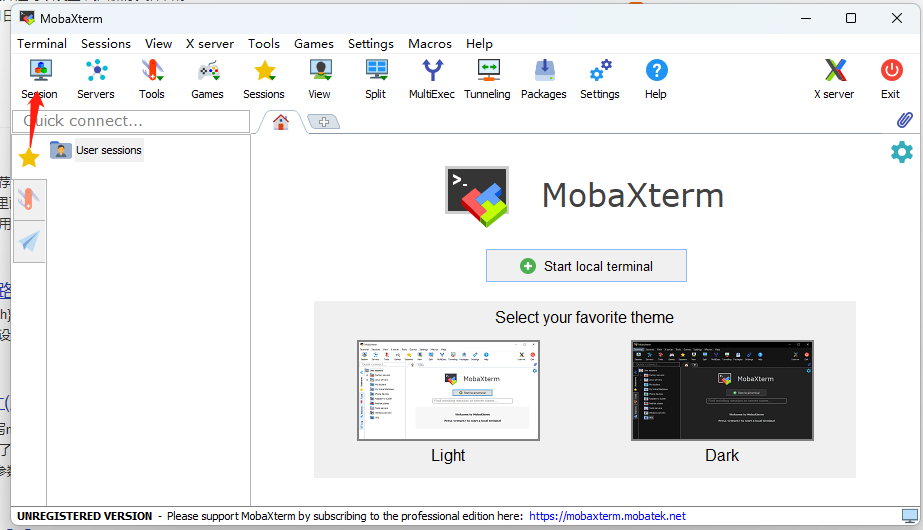 MobaXterm
Terminal Sessions View X server Tools Games Settings Macros Help
Session Servers Tools Games Sessions View Split MultiExec Tunneling Packages Settings Help X server Exit
Quick connect...
User sessions
MobaXterm
Start local terminal
Select your favorite theme
MobaXterm
MobaXterm
Light
Dark
UNREGISTERED VERSION - Please support MobaXterm by subscribing to the professional edition here: https://mobaxterm.mobatek.net